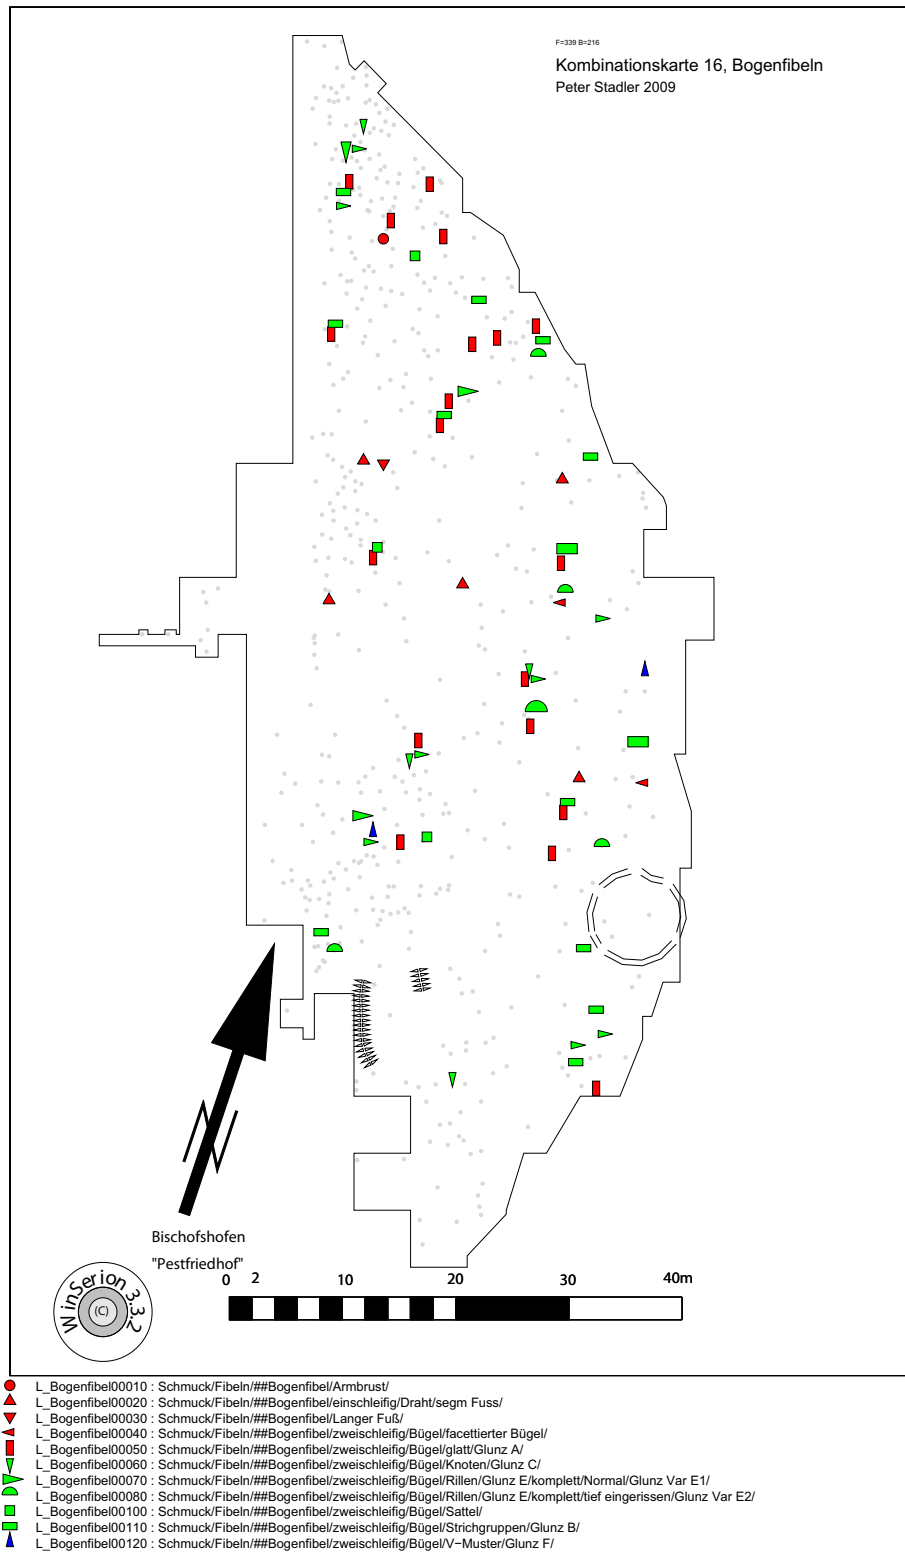 F=339 B=216
Kombinationskarte 16, Bogenfibeln
Peter Stadler 2009
Bischofshofen
"Pestfriedhof"
0 2 10 20 30 40m
WinSerion 3.3.2
(C)
L_Bogenfibel00010 : Schmuck/Fibeln/##Bogenfibel/Armbrust/
L_Bogenfibel00020 : Schmuck/Fibeln/##Bogenfibel/einschleifig/Draht/segm Fuss/
L_Bogenfibel00030 : Schmuck/Fibeln/##Bogenfibel/Langer Fuß/
L_Bogenfibel00040 : Schmuck/Fibeln/##Bogenfibel/zweischleifig/Bügel/facettierter Bügel/
L_Bogenfibel00050 : Schmuck/Fibeln/##Bogenfibel/zweischleifig/Bügel/glatt/Glunz A/
L_Bogenfibel00060 : Schmuck/Fibeln/##Bogenfibel/zweischleifig/Bügel/Knoten/Glunz C/
L_Bogenfibel00070 : Schmuck/Fibeln/##Bogenfibel/zweischleifig/Bügel/Rillen/Glunz E/komplett/Normal/Glunz Var E1/
L_Bogenfibel00080 : Schmuck/Fibeln/##Bogenfibel/zweischleifig/Bügel/Rillen/Glunz E/komplett/tief eingerissen/Glunz Var E2/
L_Bogenfibel00100 : Schmuck/Fibeln/##Bogenfibel/zweischleifig/Bügel/Sattel/
L_Bogenfibel00110 : Schmuck/Fibeln/##Bogenfibel/zweischleifig/Bügel/Strichgruppen/Glunz B/
L_Bogenfibel00120 : Schmuck/Fibeln/##Bogenfibel/zweischleifig/Bügel/V−Muster/Glunz F/